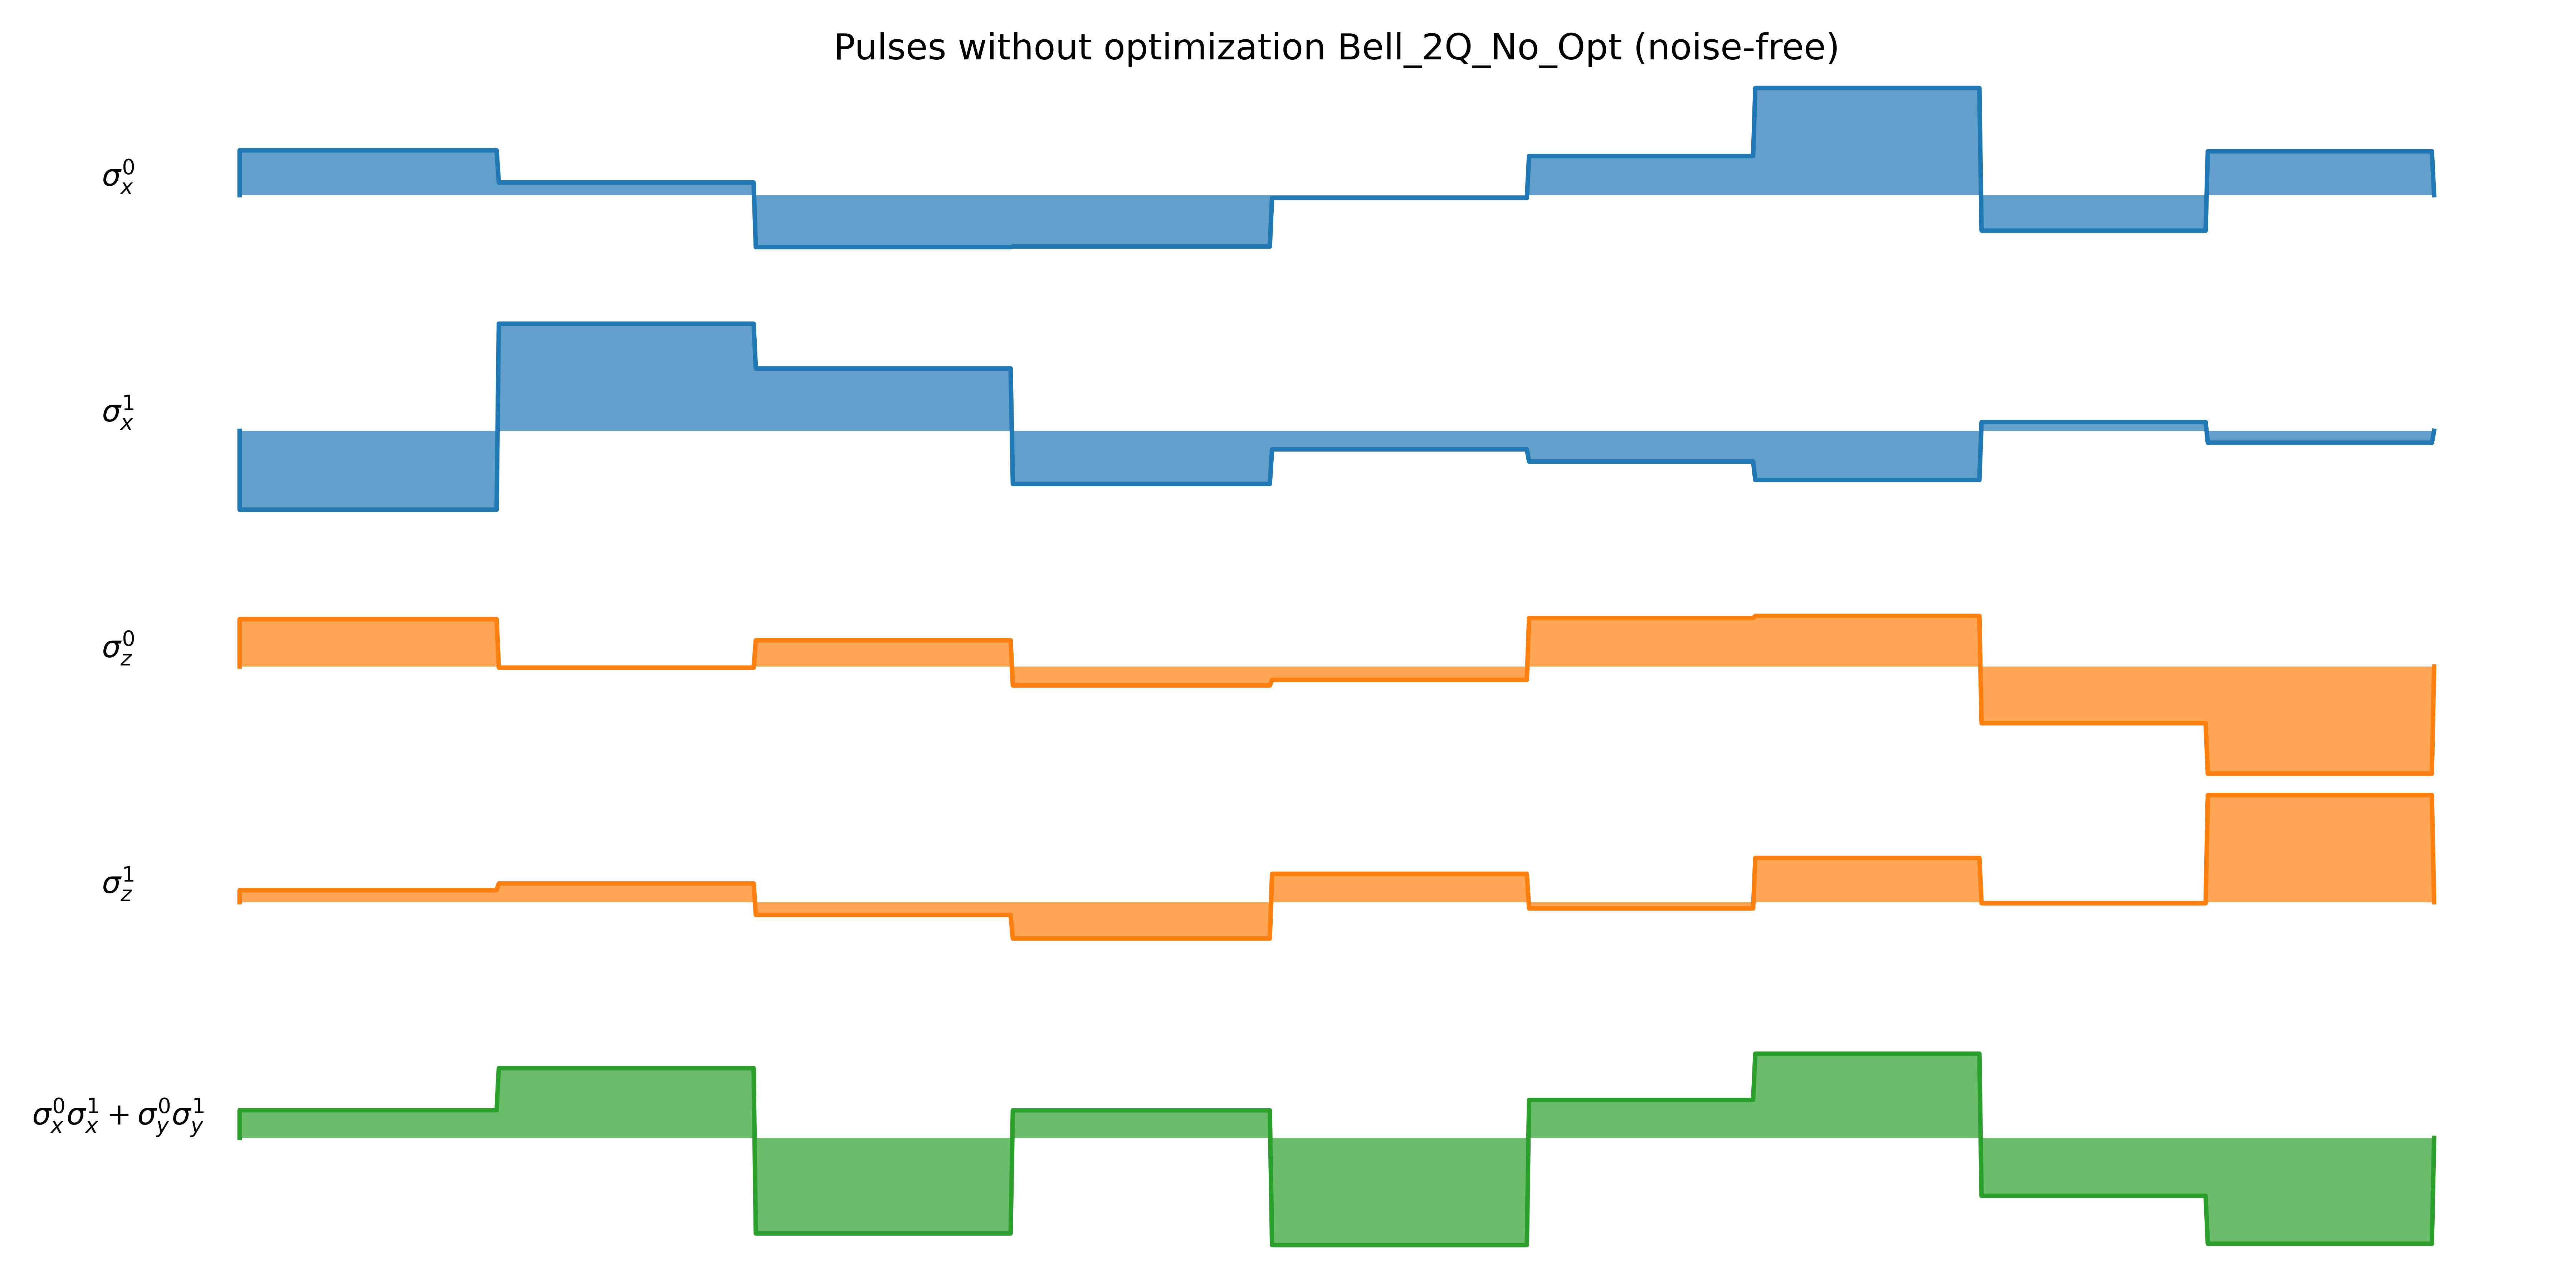 Pulses without optimization Bell_2Q_No_Opt (noise-free)
σ_x^0
σ_x^1
σ_z^0
σ_z^1
σ_x^0σ_x^1 + σ_y^0σ_y^1